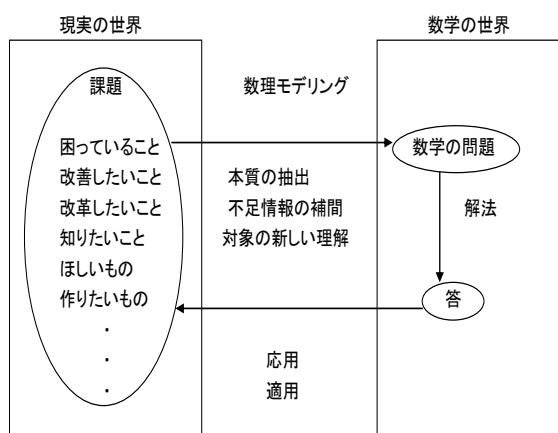 現実の世界
数学の世界
課題
数理モデリング
困っていること
改善したいこと
改革したいこと
知りたいこと
ほしいもの
作りたいもの
・
・
・
本質の抽出
不足情報の補間
対象の新しい理解
数学の問題
解法
答
応用
適用